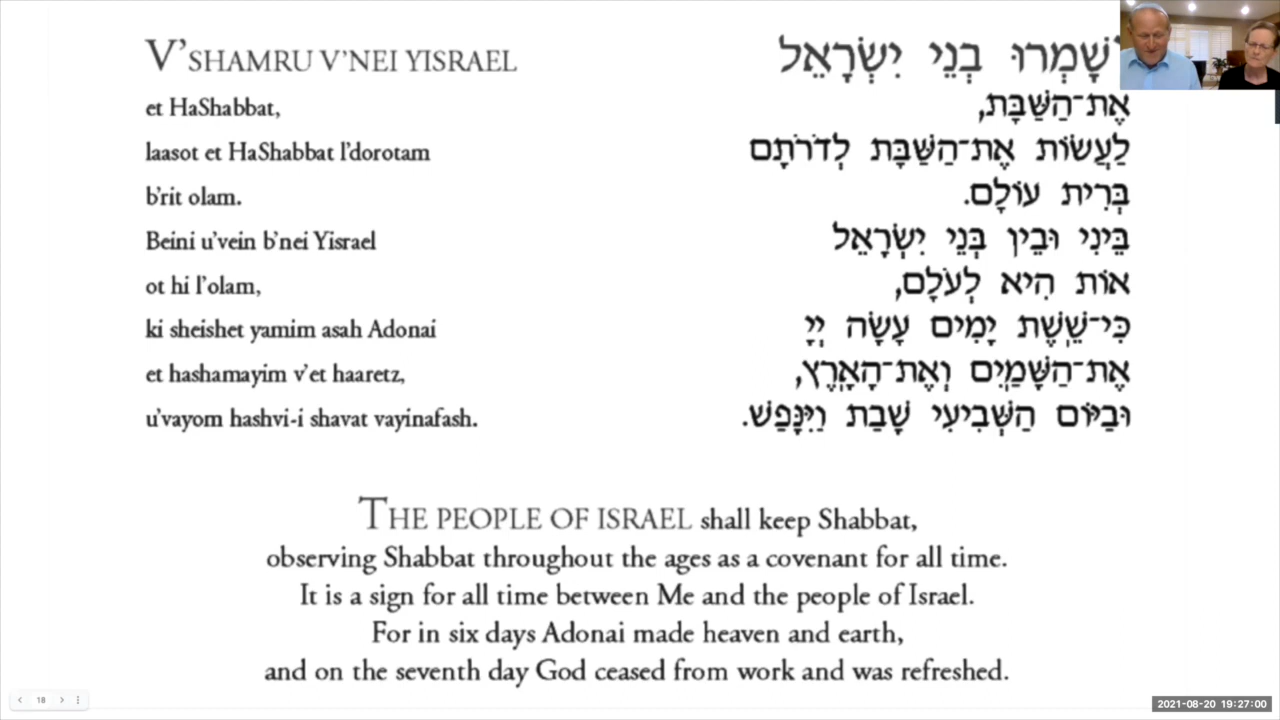 V’SHAMRU V’NEI YISRAEL
et HaShabbat,
laasot et HaShabbat l’dorotam
b’rit olam.
Beini u’vein b’nei Yisrael
ot hi l’olam,
ki sheishet yamim asah Adonai
et hashamayim v’et haaretz,
u’vayom hashvi-i shavat vayinafash.
בְּנֵי יִשְׂרָאֵל
אֶת־הַשַּׁבָּת,
לַעֲשׂוֹת אֶת־הַשַּׁבָּת לְדֹרֹתָם
בְּרִית עוֹלָם.
בֵּינִי וּבֵין בְּנֵי יִשְׂרָאֵל
אוֹת הִיא לְעֹלָם,
כִּי־שֵׁשֶׁת יָמִים עָשָׂה יְיָ
אֶת־הַשָּׁמַיִם וְאֶת־הָאָרֶץ,
וּבַיּוֹם הַשְּׁבִיעִי שָׁבַת וַיִּנָּפַשׁ.
THE PEOPLE OF ISRAEL shall keep Shabbat,
observing Shabbat throughout the ages as a covenant for all time.
It is a sign for all time between Me and the people of Israel.
For in six days Adonai made heaven and earth,
and on the seventh day God ceased from work and was refreshed.
18
2021-08-20 19:27:00